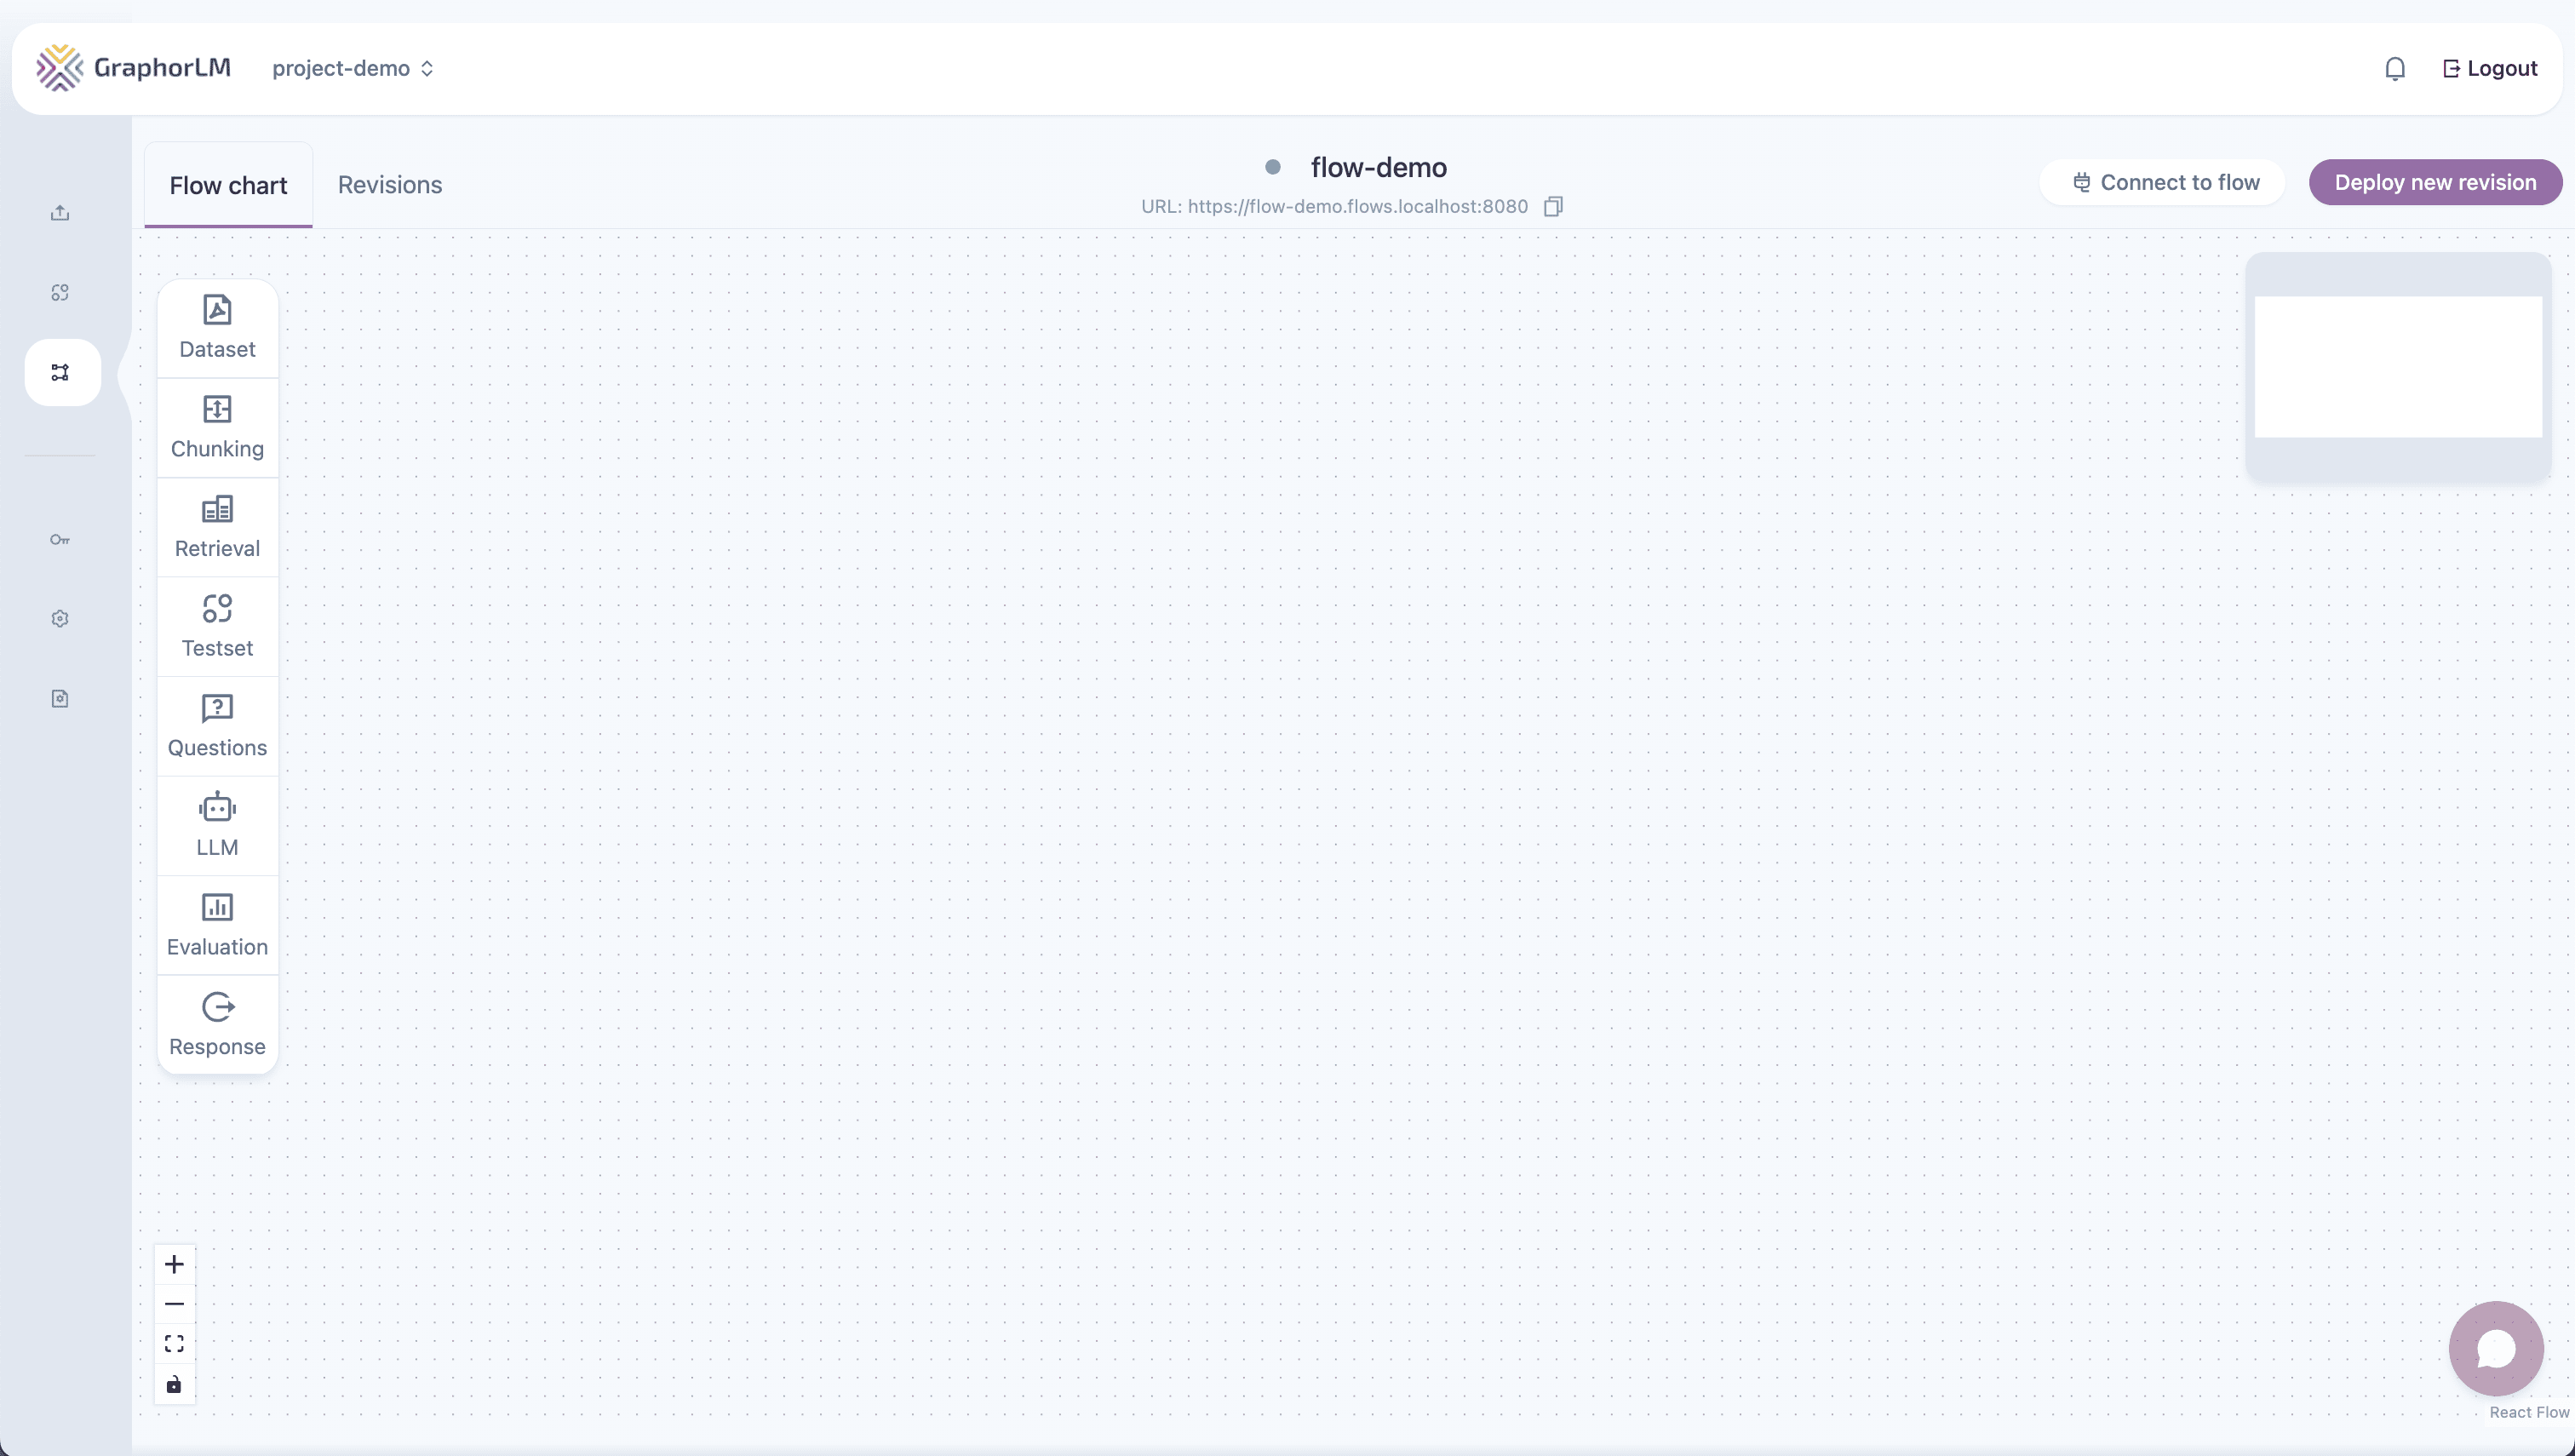 GraphorLM
project-demo
Logout
Flow chart
Revisions
flow-demo
URL: https://flow-demo.flows.localhost:8080
Connect to flow
Deploy new revision
Dataset
Chunking
Retrieval
Testset
Questions
LLM
Evaluation
Response
React Flow